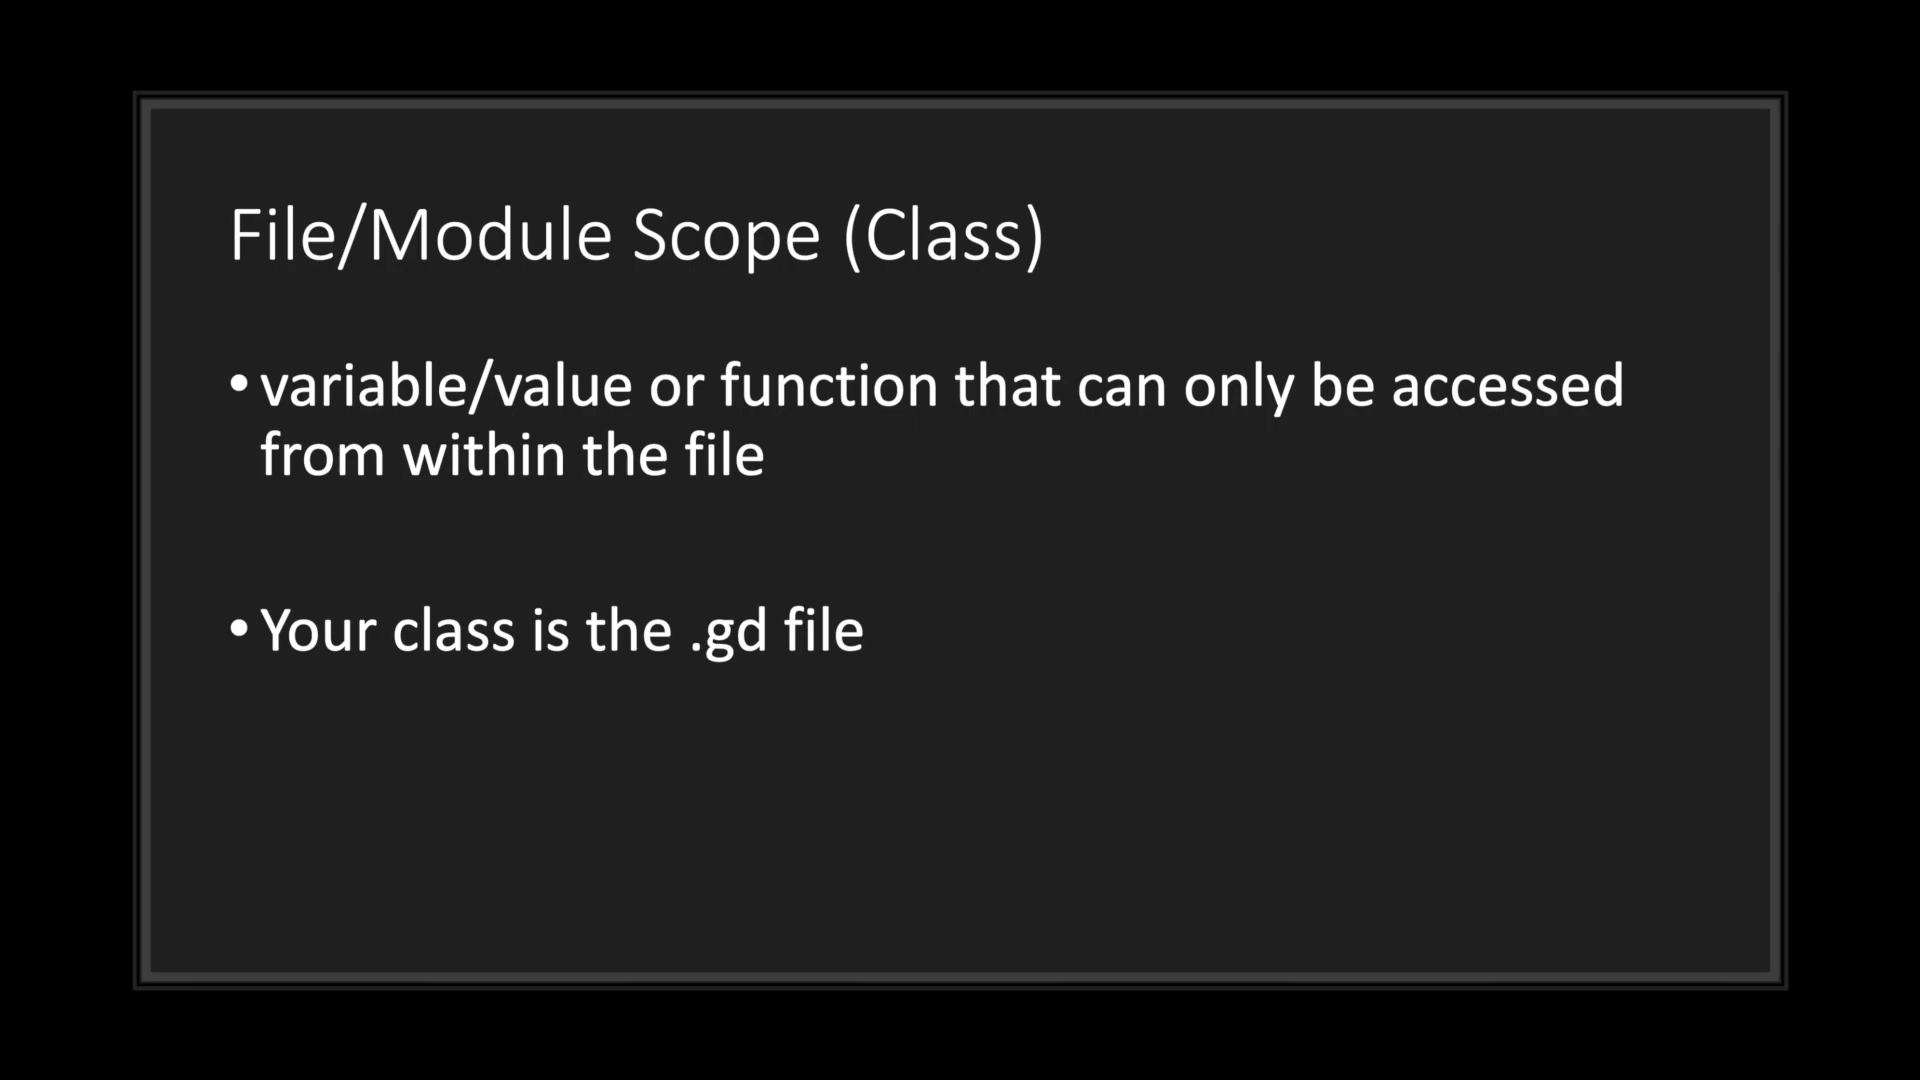 File/Module Scope (Class)
• variable/value or function that can only be accessed
from within the file
• Your class is the .gd file